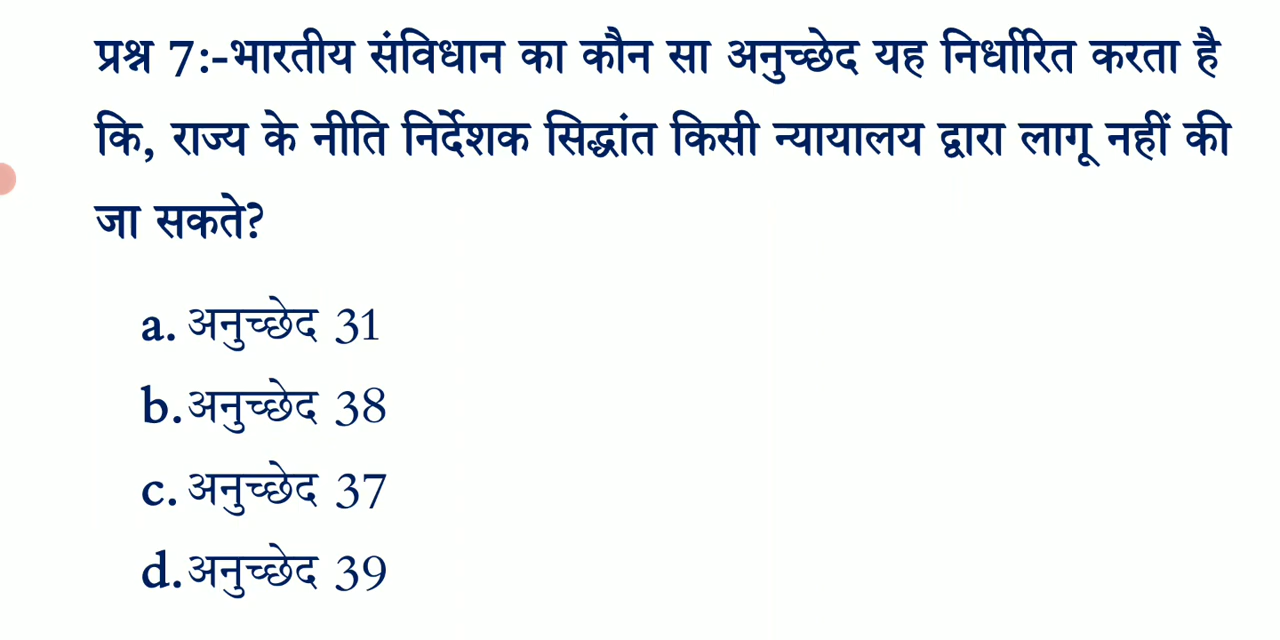 प्रश्न 7:-भारतीय संविधान का कौन सा अनुच्छेद यह निर्धारित करता है
कि, राज्य के नीति निर्देशक सिद्धांत किसी न्यायालय द्वारा लागू नहीं की
जा सकते?
a. अनुच्छेद 31
b.अनुच्छेद 38
c. अनुच्छेद 37
d.अनुच्छेद 39